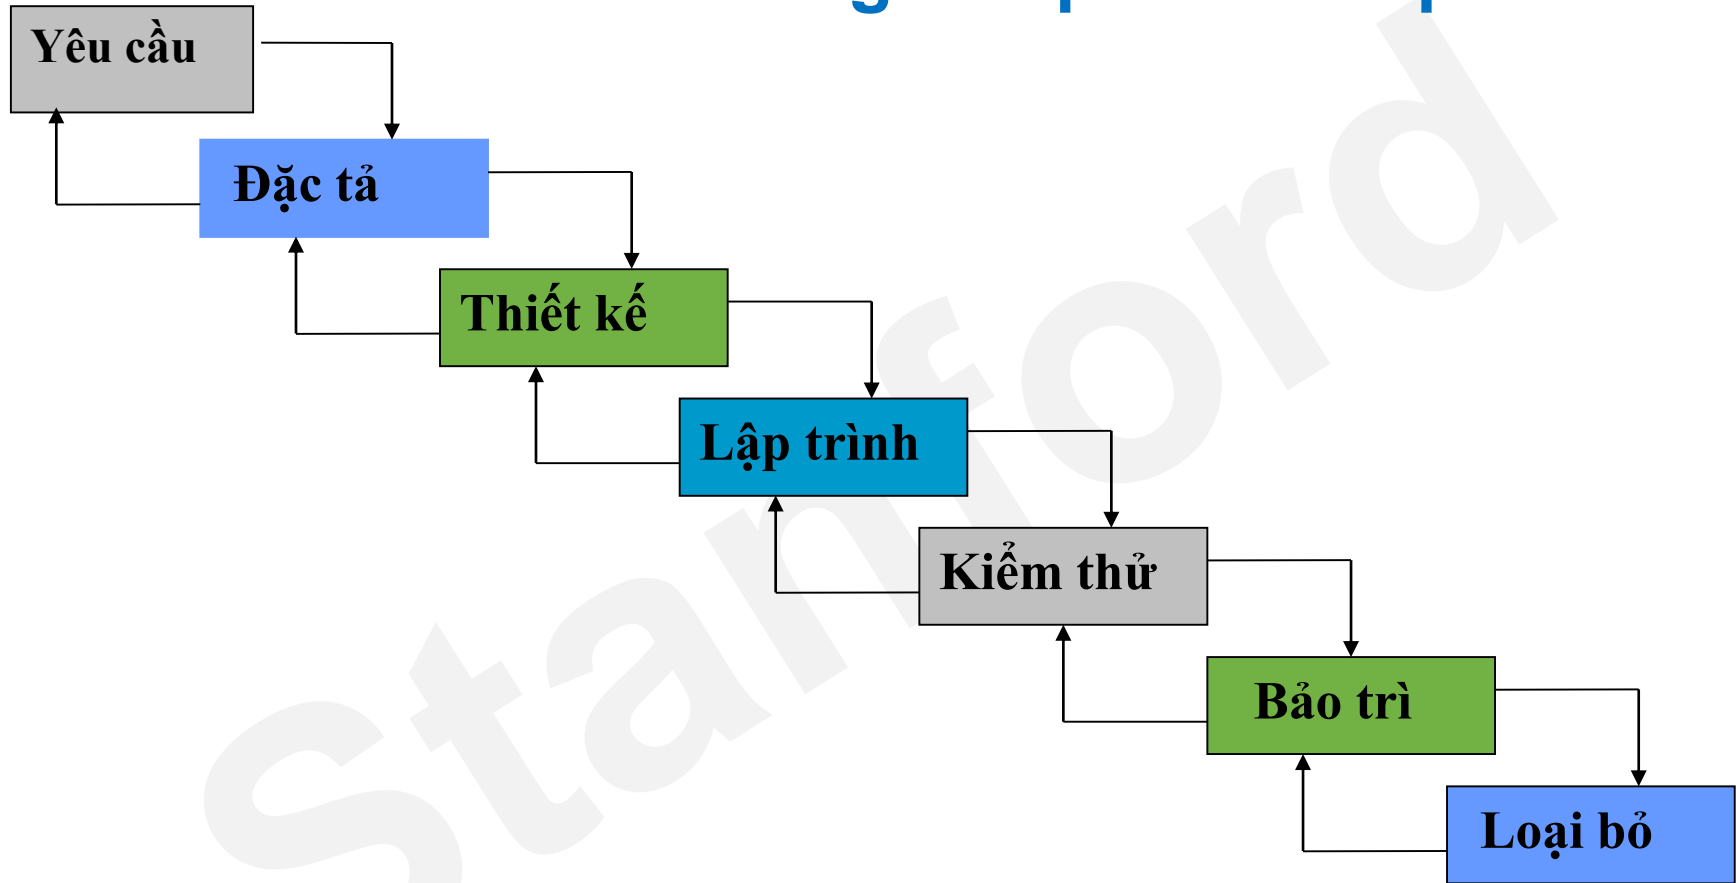 Yêu cầu
Đặc tả
Thiết kế
Lập trình
Kiểm thử
Bảo trì
Loại bỏ
Stanford